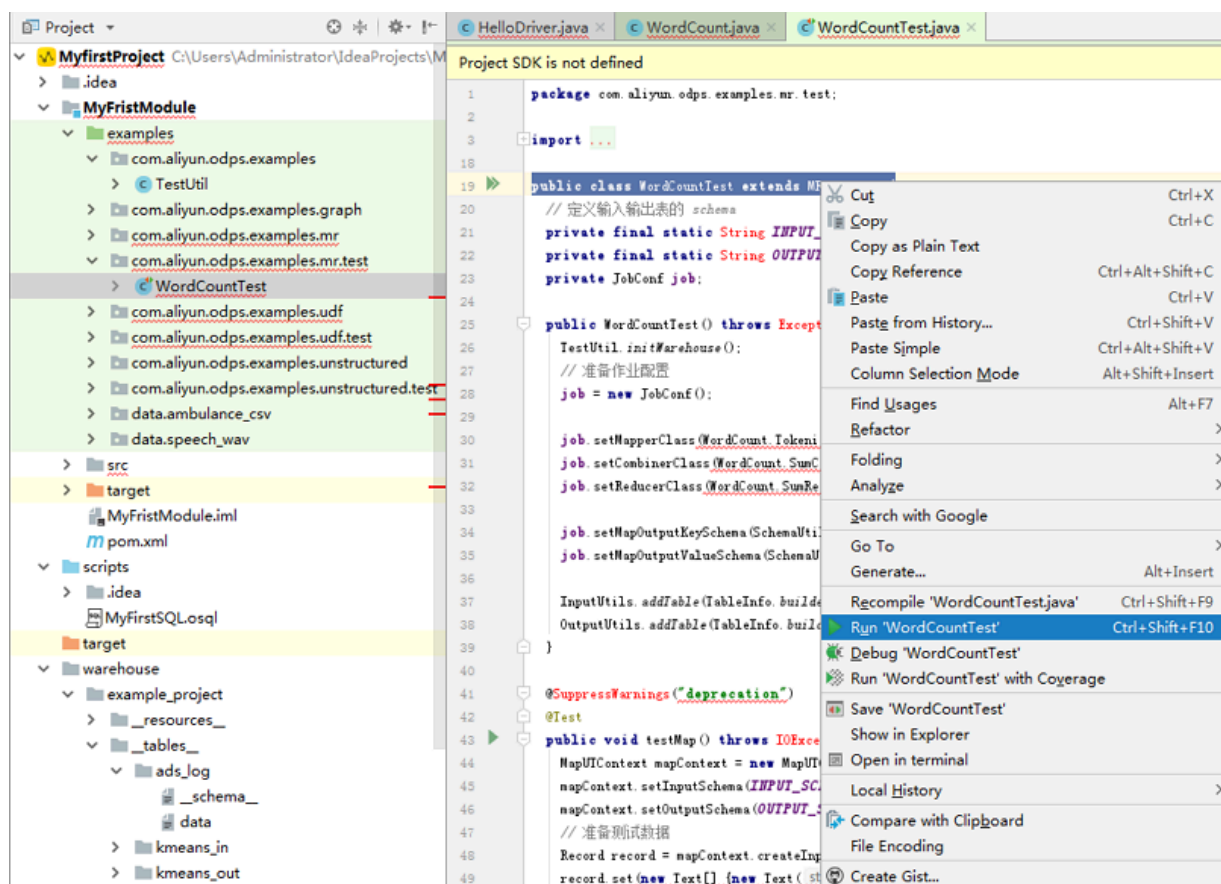 Project
MyfirstProject C:\Users\Administrator\IdeaProjects\M
.idea
MyFristModule
examples
com.aliyun.odps.examples
TestUtil
com.aliyun.odps.examples.graph
com.aliyun.odps.examples.mr
com.aliyun.odps.examples.mr.test
WordCountTest
com.aliyun.odps.examples.udf
com.aliyun.odps.examples.udf.test
com.aliyun.odps.examples.unstructured
com.aliyun.odps.examples.unstructured.test
data.ambulance_csv
data.speech_wav
src
target
MyFristModule.iml
pom.xml
scripts
.idea
MyFirstSQL.osql
target
warehouse
example_project
__resources__
__tables__
ads_log
__schema__
data
kmeans_in
kmeans_out
HelloDriver.java
WordCount.java
WordCountTest.java
Project SDK is not defined
1 package com.aliyun.odps.examples.mr.test;
2
3 import ...
18
19 public class WordCountTest extends MR
20 // 定义输入输出表的 schema
21 private final static String INPUT_
22 private final static String OUTPUT
23 private JobConf job;
24
25 public WordCountTest() throws Except
26 TestUtil.initWarehouse();
27 // 准备作业配置
28 job = new JobConf();
29
30 job.setMapperClass(WordCount.Tokeni
31 job.setCombinerClass(WordCount.SumC
32 job.setReducerClass(WordCount.SumRe
33
34 job.setMapOutputKeySchema(SchemaUtil
35 job.setMapOutputValueSchema(SchemaU
36
37 InputUtils.addTable(TableInfo.builde
38 OutputUtils.addTable(TableInfo.build
39 }
40
41 @SuppressWarnings("deprecation")
42 @Test
43 public void testMap() throws IOExce
44 MapUTContext mapContext = new MapUT
45 mapContext.setInputSchema(INPUT_SC
46 mapContext.setOutputSchema(OUTPUT_S
47 // 准备测试数据
48 Record record = mapContext.createInp
49 record.set(new Text[] {new Text( st
Cut Ctrl+X
Copy Ctrl+C
Copy as Plain Text
Copy Reference Ctrl+Alt+Shift+C
Paste Ctrl+V
Paste from History... Ctrl+Shift+V
Paste Simple Ctrl+Alt+Shift+V
Column Selection Mode Alt+Shift+Insert
Find Usages Alt+F7
Refactor
Folding
Analyze
Search with Google
Go To
Generate... Alt+Insert
Recompile 'WordCountTest.java' Ctrl+Shift+F9
Run 'WordCountTest' Ctrl+Shift+F10
Debug 'WordCountTest'
Run 'WordCountTest' with Coverage
Save 'WordCountTest'
Show in Explorer
Open in terminal
Local History
Compare with Clipboard
File Encoding
Create Gist...